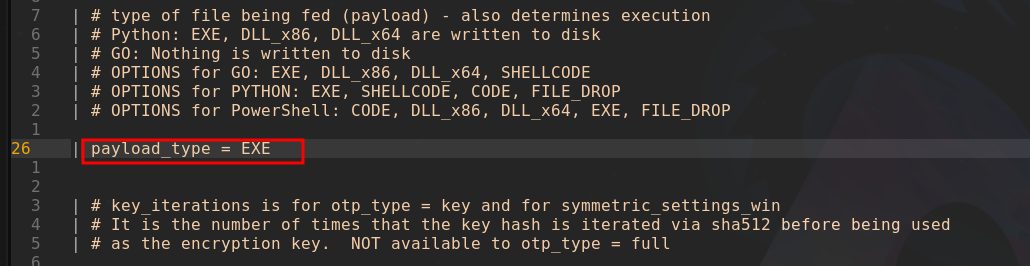 7 | # type of file being fed (payload) - also determines execution
6 | # Python: EXE, DLL_x86, DLL_x64 are written to disk
5 | # GO: Nothing is written to disk
4 | # OPTIONS for GO: EXE, DLL_x86, DLL_x64, SHELLCODE
3 | # OPTIONS for PYTHON: EXE, SHELLCODE, CODE, FILE_DROP
2 | # OPTIONS for PowerShell: CODE, DLL_x86, DLL_x64, EXE, FILE_DROP
1
26 | payload_type = EXE
1
2
3 | # key_iterations is for otp_type = key and for symmetric_settings_win
4 | # It is the number of times that the key hash is iterated via sha512 before being used
5 | # as the encryption key.  NOT available to otp_type = full
6